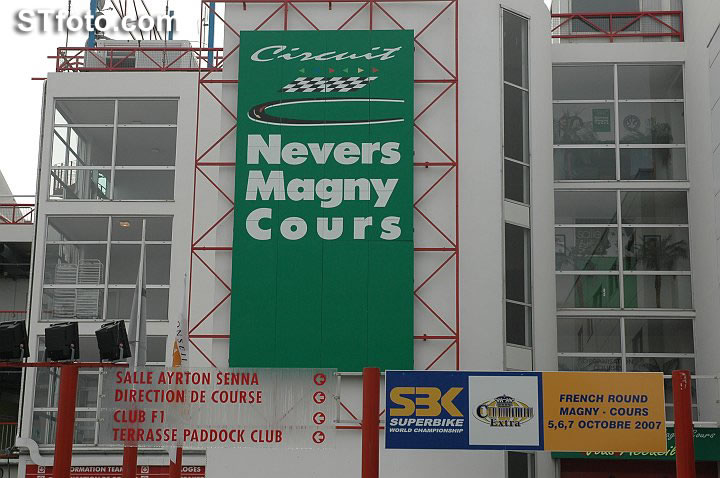 STfoto.com
Circuit
Nevers
Magny
Cours
SALLE AYRTON SENNA
DIRECTION DE COURSE
CLUB F1
TERRASSE PADDOCK CLUB
SBK
SUPERBIKE
WORLD CHAMPIONSHIP
Extra
FRENCH ROUND
MAGNY - COURS
5,6,7 OCTOBRE 2007